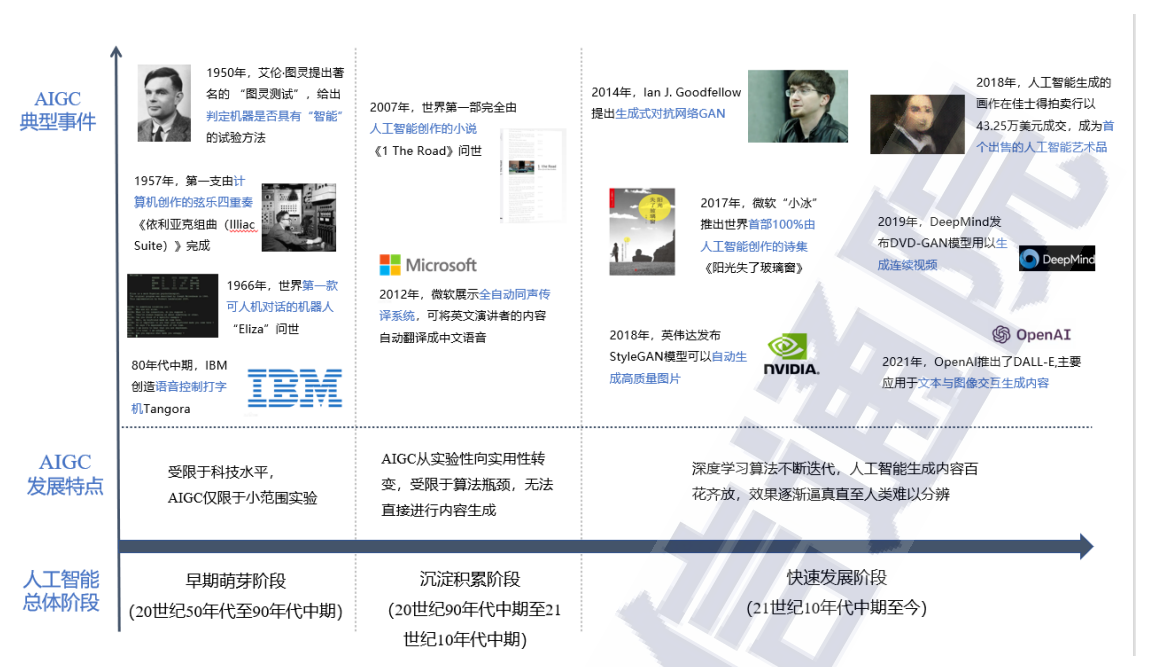 AIGC
典型事件
1950年，艾伦·图灵提出著
名的 “图灵测试”，给出
判定机器是否具有“智能”
的试验方法
1957年，第一支由计
算机创作的弦乐四重奏
《依利亚克组曲（Illiac
Suite）》完成
ELIZA
1966年，世界第一款
可人机对话的机器人
“Eliza”问世
80年代中期，IBM
创造语音控制打字
机Tangora
IBM
2007年，世界第一部完全由
人工智能创作的小说
《1 The Road》问世
1 The Road
Microsoft
2012年，微软展示全自动同声传
译系统，可将英文演讲者的内容
自动翻译成中文语音
2014年，Ian J. Goodfellow
提出生成式对抗网络GAN
2018年，人工智能生成的
画作在佳士得拍卖行以
43.25万美元成交，成为首
个出售的人工智能艺术品
阳光
失了玻璃窗
2017年，微软“小冰”
推出世界首部100%由
人工智能创作的诗集
《阳光失了玻璃窗》
2019年，DeepMind发
布DVD-GAN模型用以生
成连续视频
DeepMind
2018年，英伟达发布
StyleGAN模型可以自动生
成高质量图片
NVIDIA.
OpenAI
2021年，OpenAI推出了DALL-E,主要
应用于文本与图像交互生成内容
AIGC
发展特点
受限于科技水平，
AIGC仅限于小范围实验
AIGC从实验性向实用性转
变，受限于算法瓶颈，无法
直接进行内容生成
深度学习算法不断迭代，人工智能生成内容百
花齐放，效果逐渐逼真直至人类难以分辨
人工智能
总体阶段
早期萌芽阶段
(20世纪50年代至90年代中期)
沉淀积累阶段
(20世纪90年代中期至21
世纪10年代中期)
快速发展阶段
(21世纪10年代中期至今)
信通院